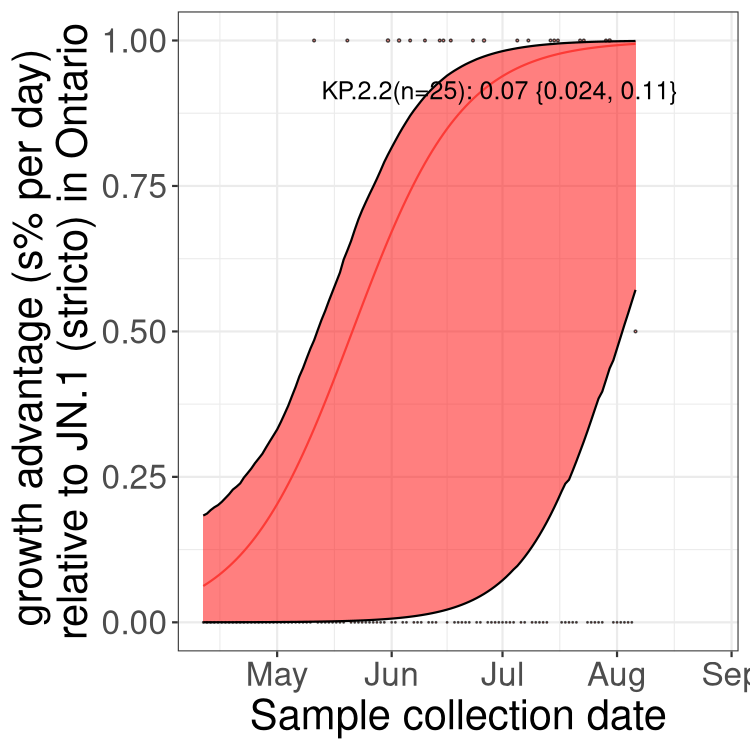 growth advantage (s% per day)
relative to JN.1 (stricto) in Ontario
1.00
0.75
0.50
0.25
0.00
KP.2.2(n=25): 0.07 {0.024, 0.11}
May Jun Jul Aug Sep
Sample collection date